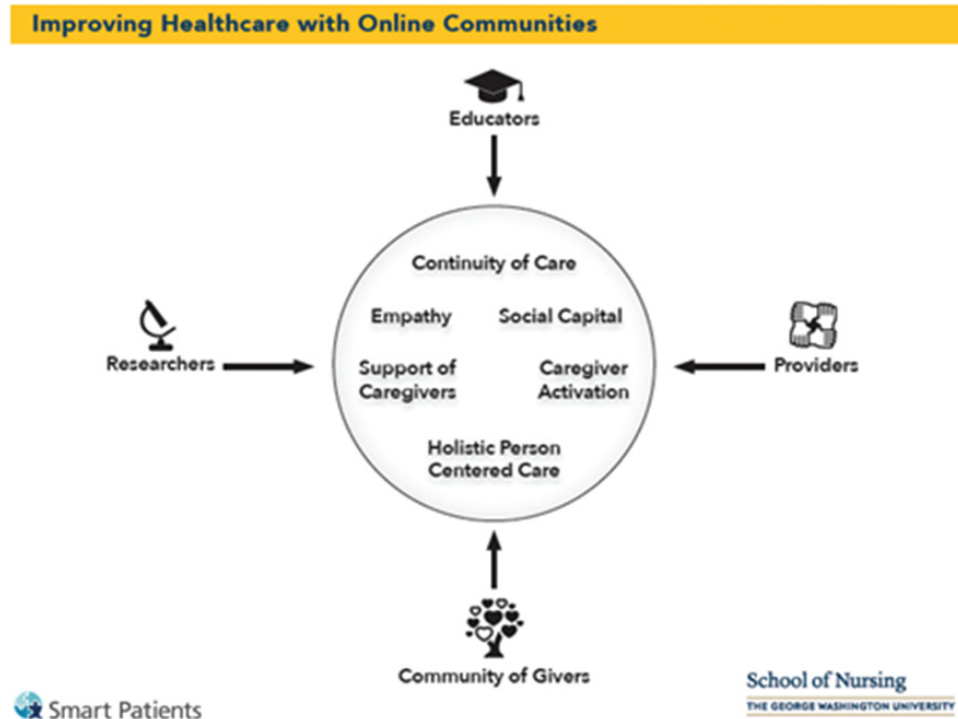 Improving Healthcare with Online Communities
Educators
Continuity of Care
Empathy
Social Capital
Researchers
Support of
Caregivers
Caregiver
Activation
Providers
Holistic Person
Centered Care
Community of Givers
Smart Patients
School of Nursing
THE GEORGE WASHINGTON UNIVERSITY